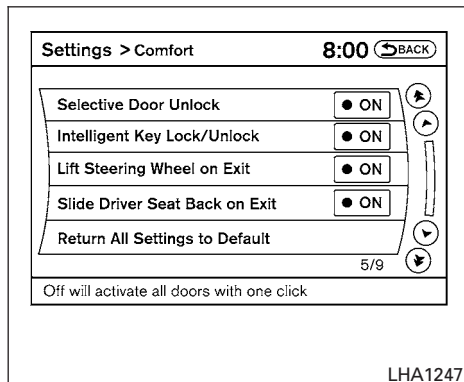 Settings > Comfort 8:00 BACK
Selective Door Unlock ON
Intelligent Key Lock/Unlock ON
Lift Steering Wheel on Exit ON
Slide Driver Seat Back on Exit ON
Return All Settings to Default
5/9
Off will activate all doors with one click
LHA1247